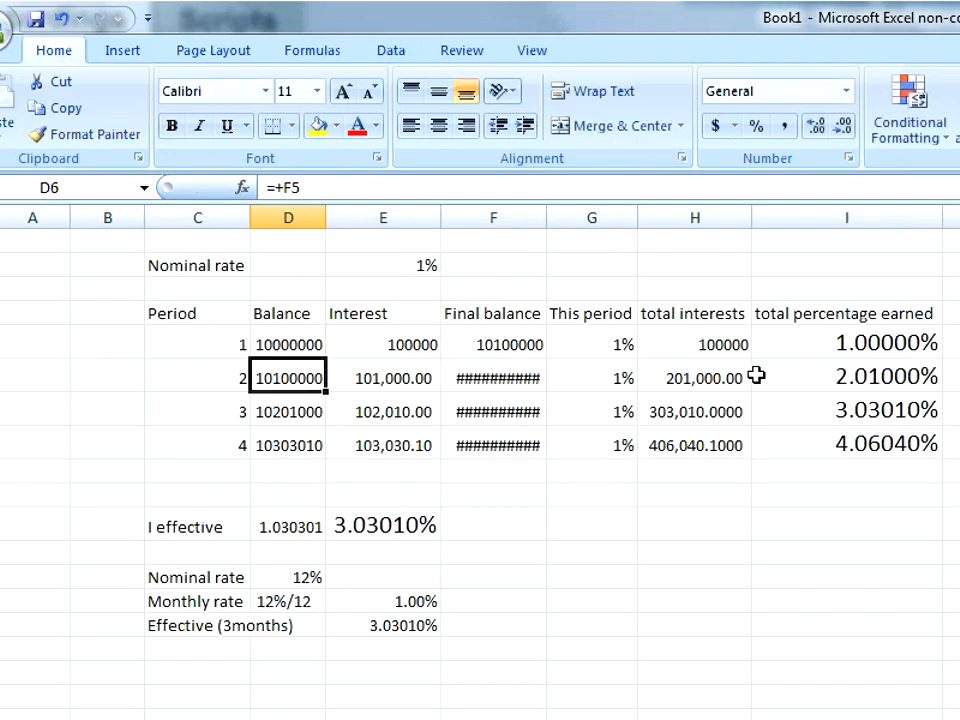 Scripts
Book1 - Microsoft Excel non-co
Home Insert Page Layout Formulas Data Review View
Cut
Copy
Format Painter
Clipboard
Calibri 11 A A
B I U A
Font
Wrap Text
Merge & Center
Alignment
General
$ % ,
Number
Conditional
Formatting
D6 fx =+F5
A B C D E F G H I
Nominal rate 1%
Period Balance Interest Final balance This period total interests total percentage earned
1 10000000 100000 10100000 1% 100000 1.00000%
2 10100000 101,000.00 ########## 1% 201,000.00 2.01000%
3 10201000 102,010.00 ########## 1% 303,010.0000 3.03010%
4 10303010 103,030.10 ########## 1% 406,040.1000 4.06040%
I effective 1.030301 3.03010%
Nominal rate 12%
Monthly rate 12%/12 1.00%
Effective (3months) 3.03010%